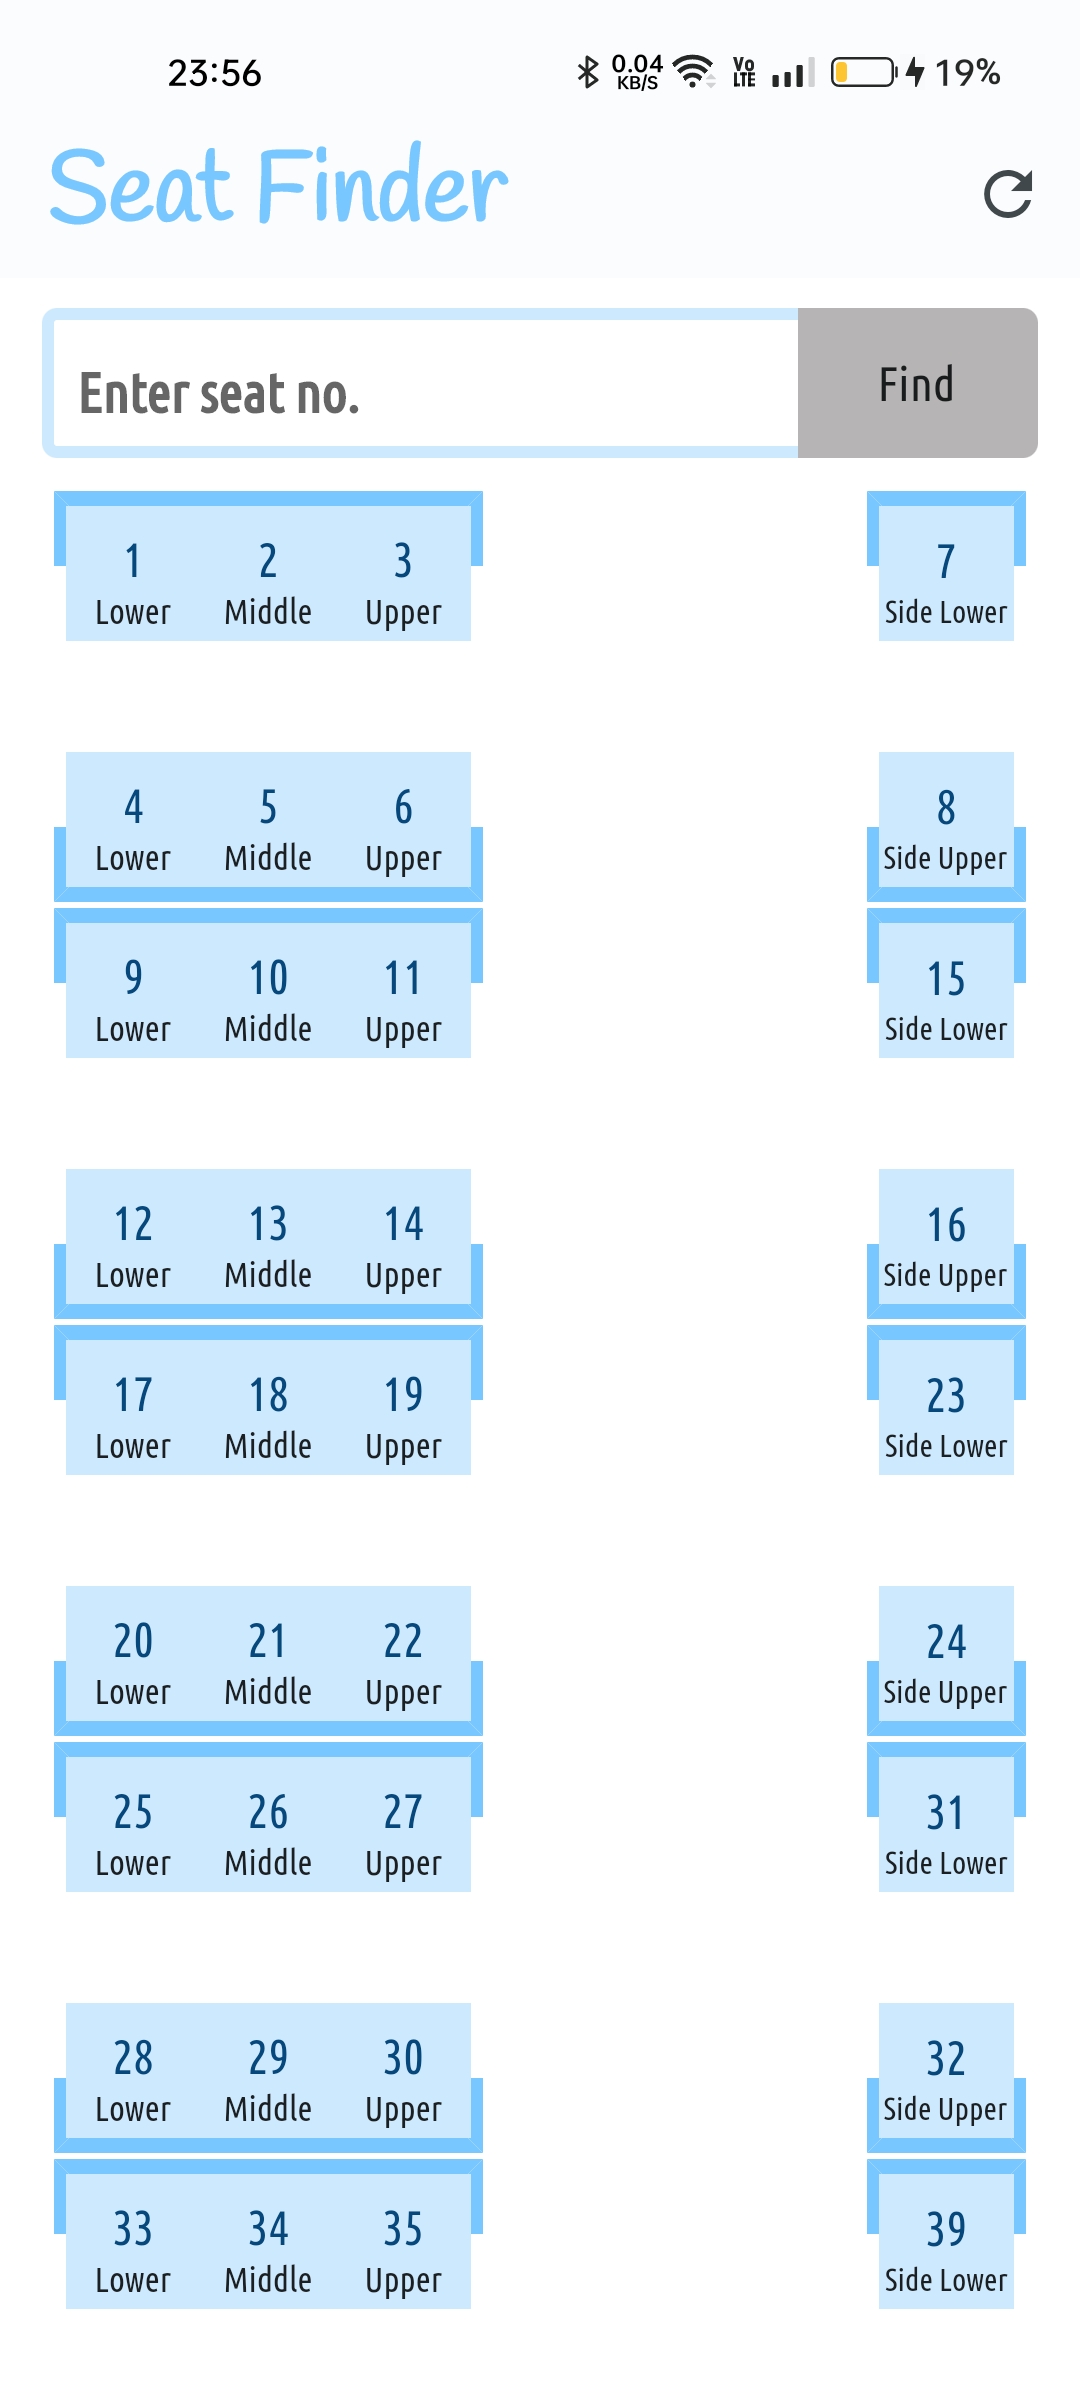 23:56 0.04 KB/S Vo LTE 19%
Seat Finder
Enter seat no. Find
1 2 3 7
Lower Middle Upper Side Lower
4 5 6 8
Lower Middle Upper Side Upper
9 10 11 15
Lower Middle Upper Side Lower
12 13 14 16
Lower Middle Upper Side Upper
17 18 19 23
Lower Middle Upper Side Lower
20 21 22 24
Lower Middle Upper Side Upper
25 26 27 31
Lower Middle Upper Side Lower
28 29 30 32
Lower Middle Upper Side Upper
33 34 35 39
Lower Middle Upper Side Lower